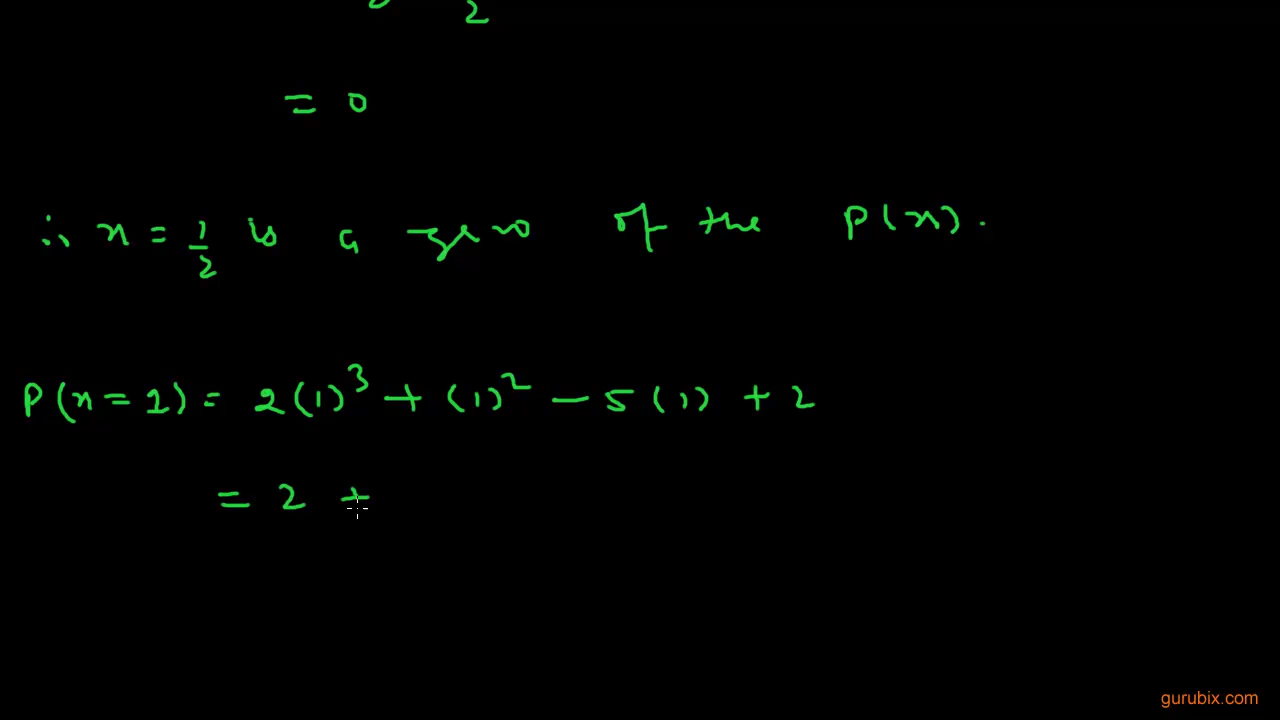 2
= 0
∴ x = 1/2 is a zero of the P(x).
P(x = 1) = 2(1)³ + (1)² - 5(1) + 2
= 2 +
gurubix.com